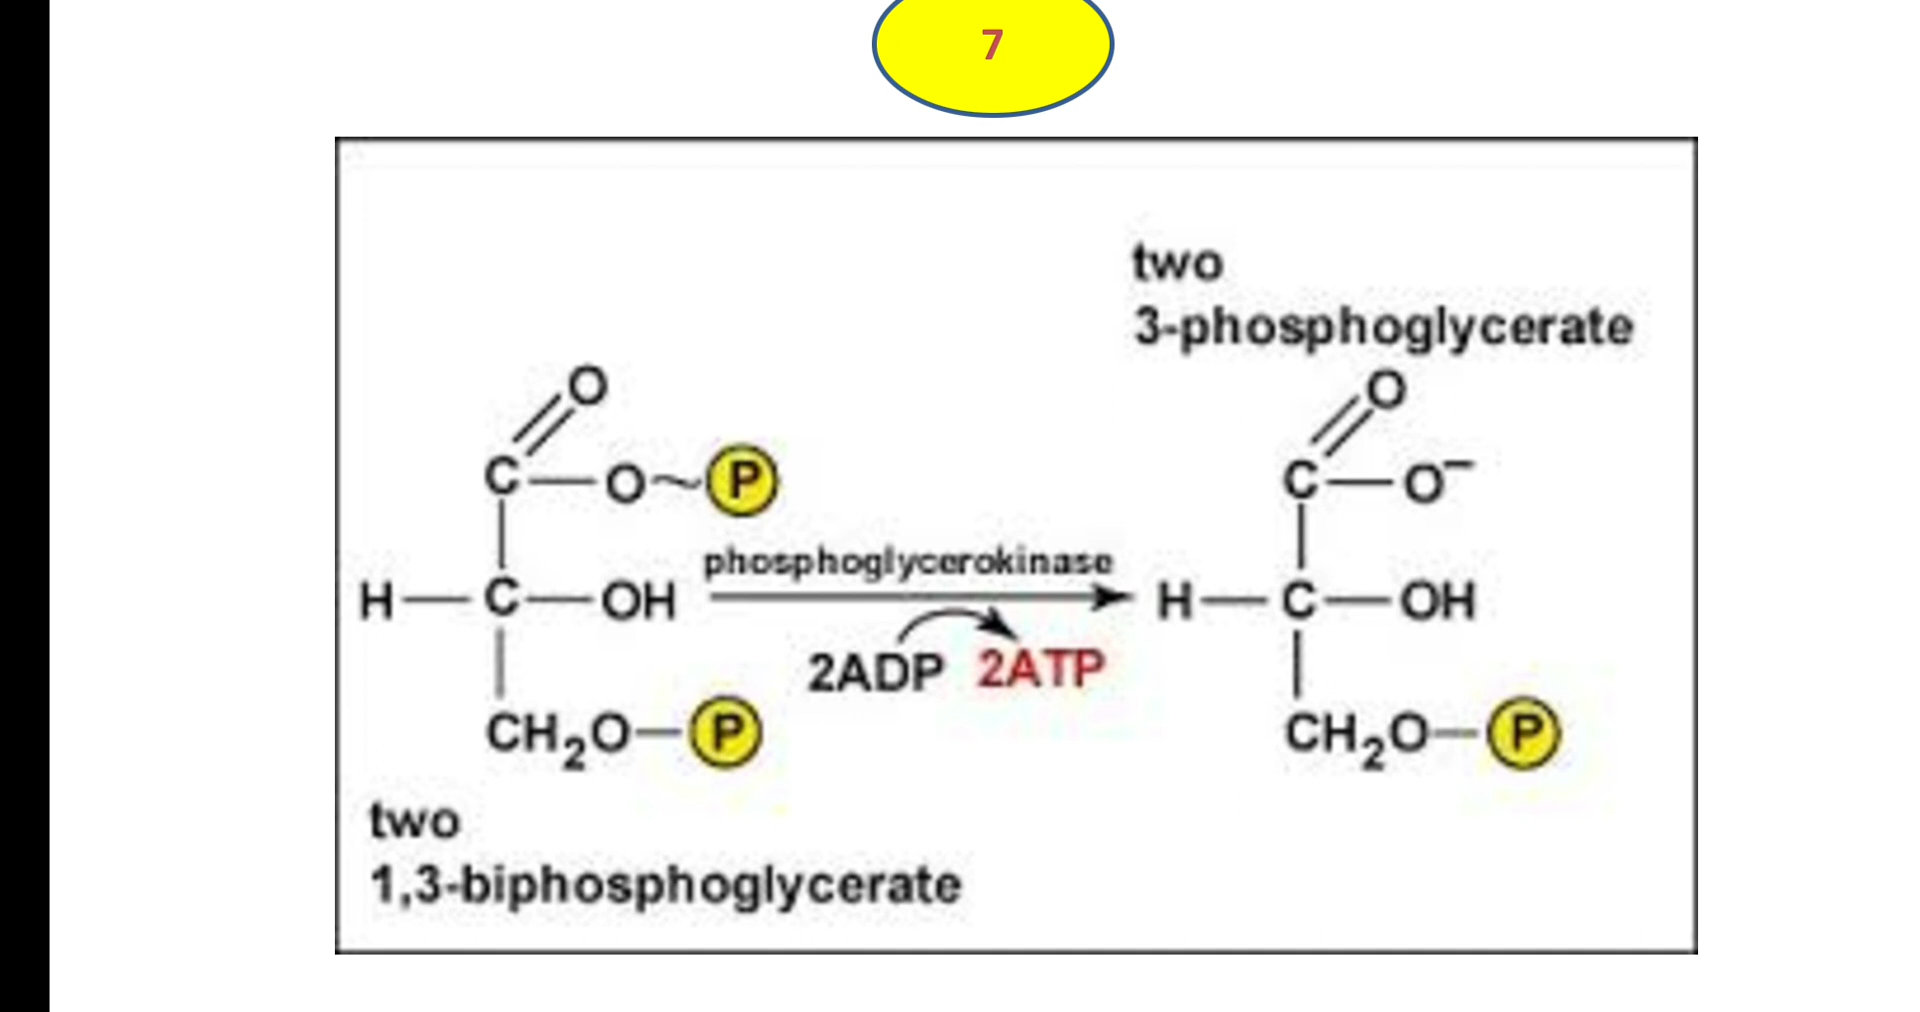 7
two
3-phosphoglycerate
O
O
C—O~P
C—O⁻
phosphoglycerokinase
H—C—OH
H—C—OH
2ADP 2ATP
CH₂O—P
CH₂O—P
two
1,3-biphosphoglycerate